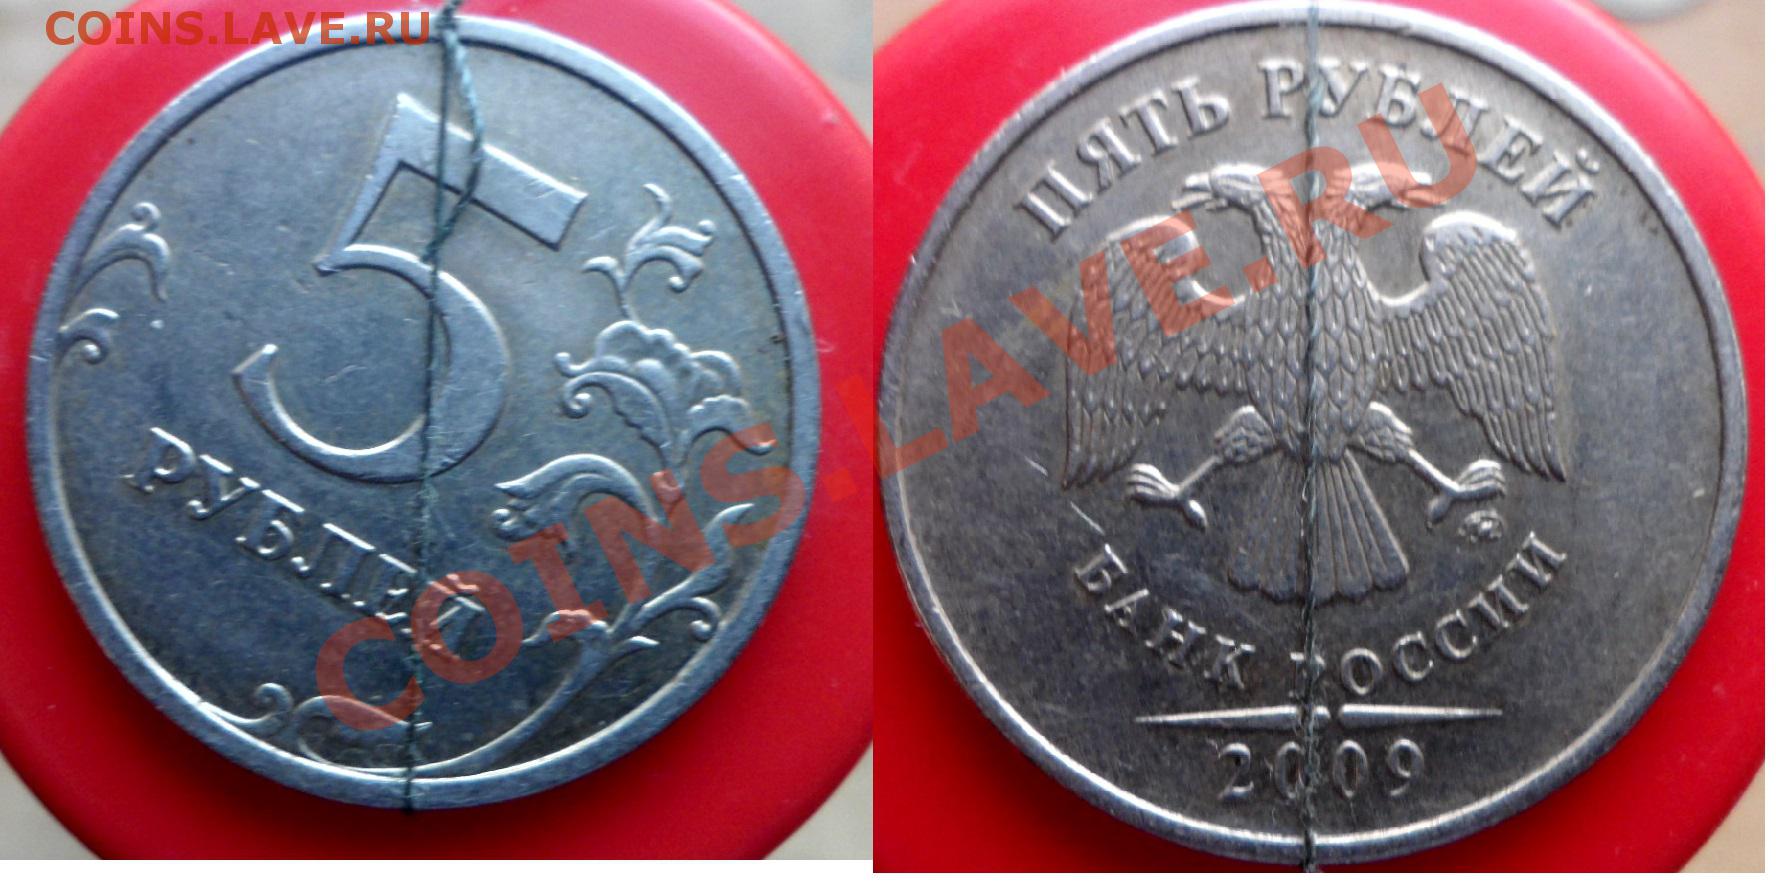 COINS.LAVE.RU
5
РУБЛЕЙ
COINS.LAVE.RU
ПЯТЬ РУБЛЕЙ
БАНК РОССИИ
2009